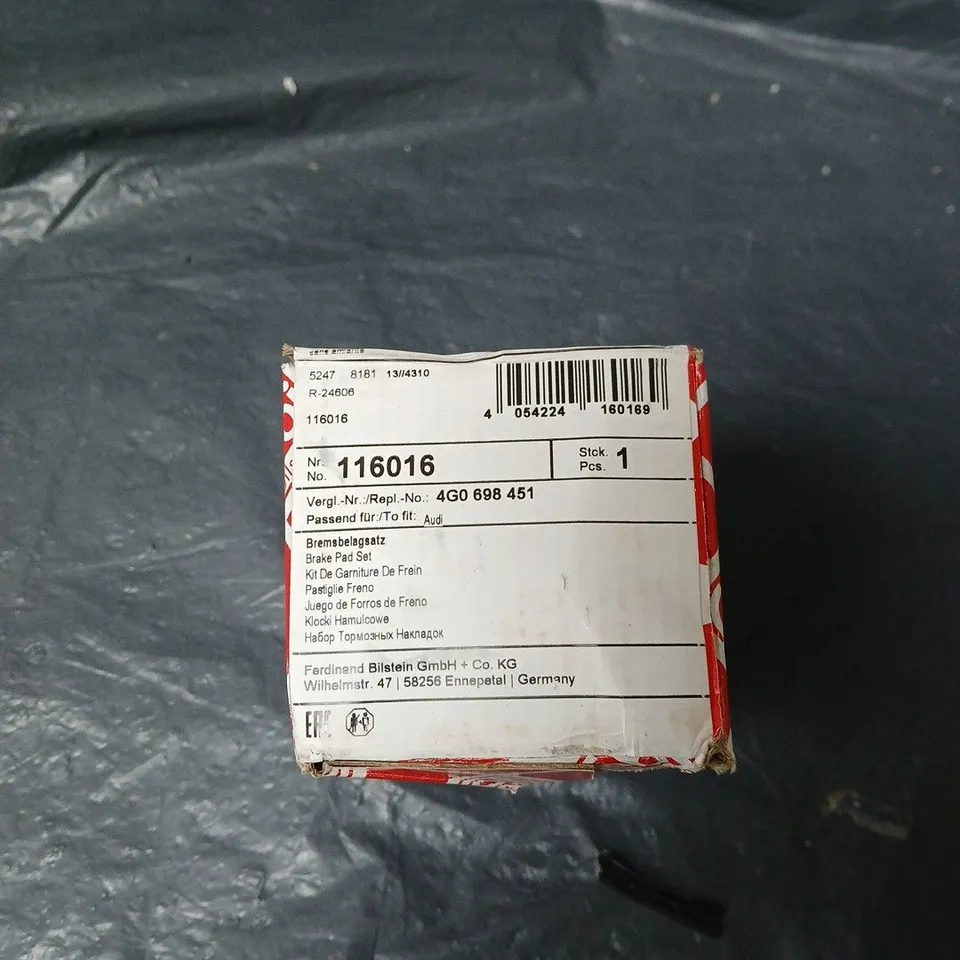 sans amiante
5247 8181 13//4310
R-24606
116016
4 054224 160169
Nr.
No. 116016
Stck.
Pcs. 1
Vergl.-Nr.:/Repl.-No.: 4G0 698 451
Passend für:/To fit: Audi
Bremsbelagsatz
Brake Pad Set
Kit De Garniture De Frein
Pastiglie Freno
Juego de Forros de Freno
Klocki Hamulcowe
Набор Тормозных Накладок
Ferdinand Bilstein GmbH + Co. KG
Wilhelmstr. 47 | 58256 Ennepetal | Germany
EAC